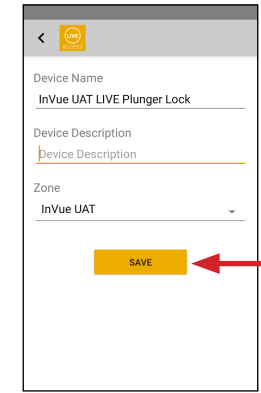 LIVE
ACCESS
Device Name
InVue UAT LIVE Plunger Lock
Device Description
Device Description
Zone
InVue UAT
SAVE